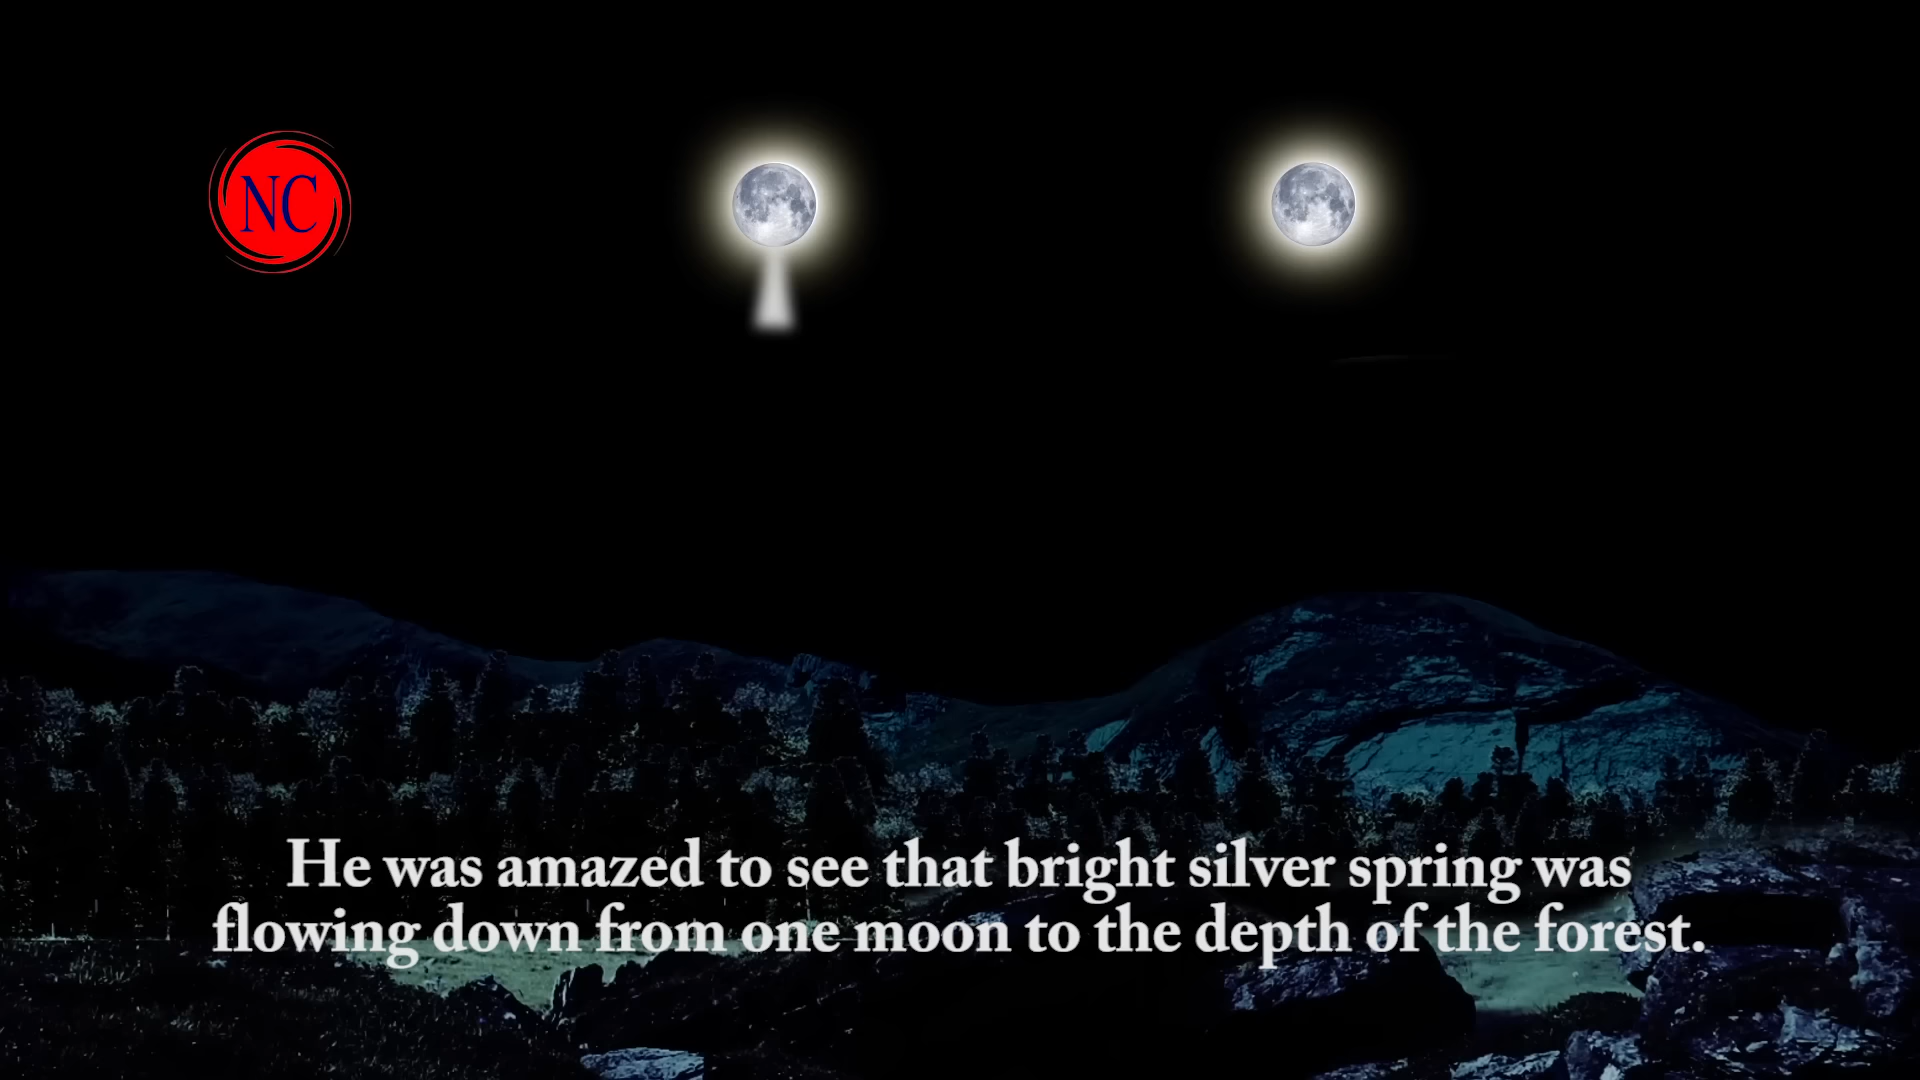 NC
He was amazed to see that bright silver spring was
flowing down from one moon to the depth of the forest.